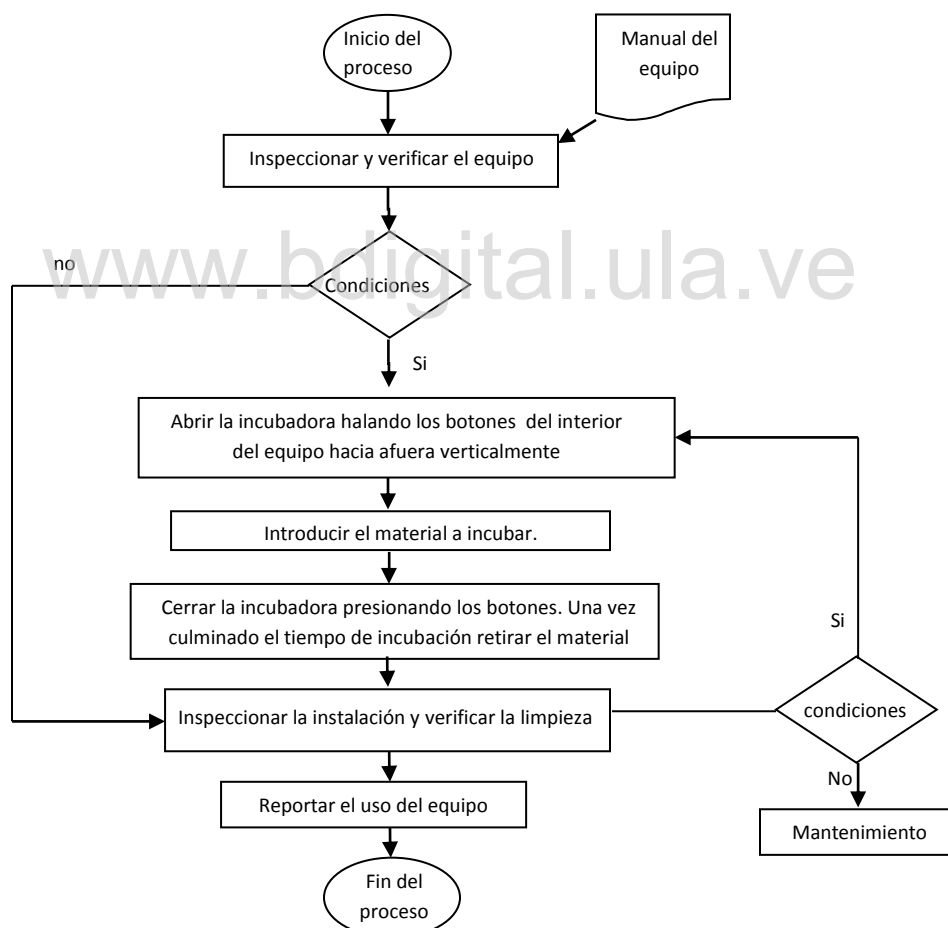 Inicio del
proceso
Manual del
equipo
Inspeccionar y verificar el equipo
www.bdigital.ula.ve
no
Condiciones
Si
Abrir la incubadora halando los botones del interior
del equipo hacia afuera verticalmente
Introducir el material a incubar.
Cerrar la incubadora presionando los botones. Una vez
culminado el tiempo de incubación retirar el material
Si
Inspeccionar la instalación y verificar la limpieza
condiciones
No
Reportar el uso del equipo
Mantenimiento
Fin del
proceso